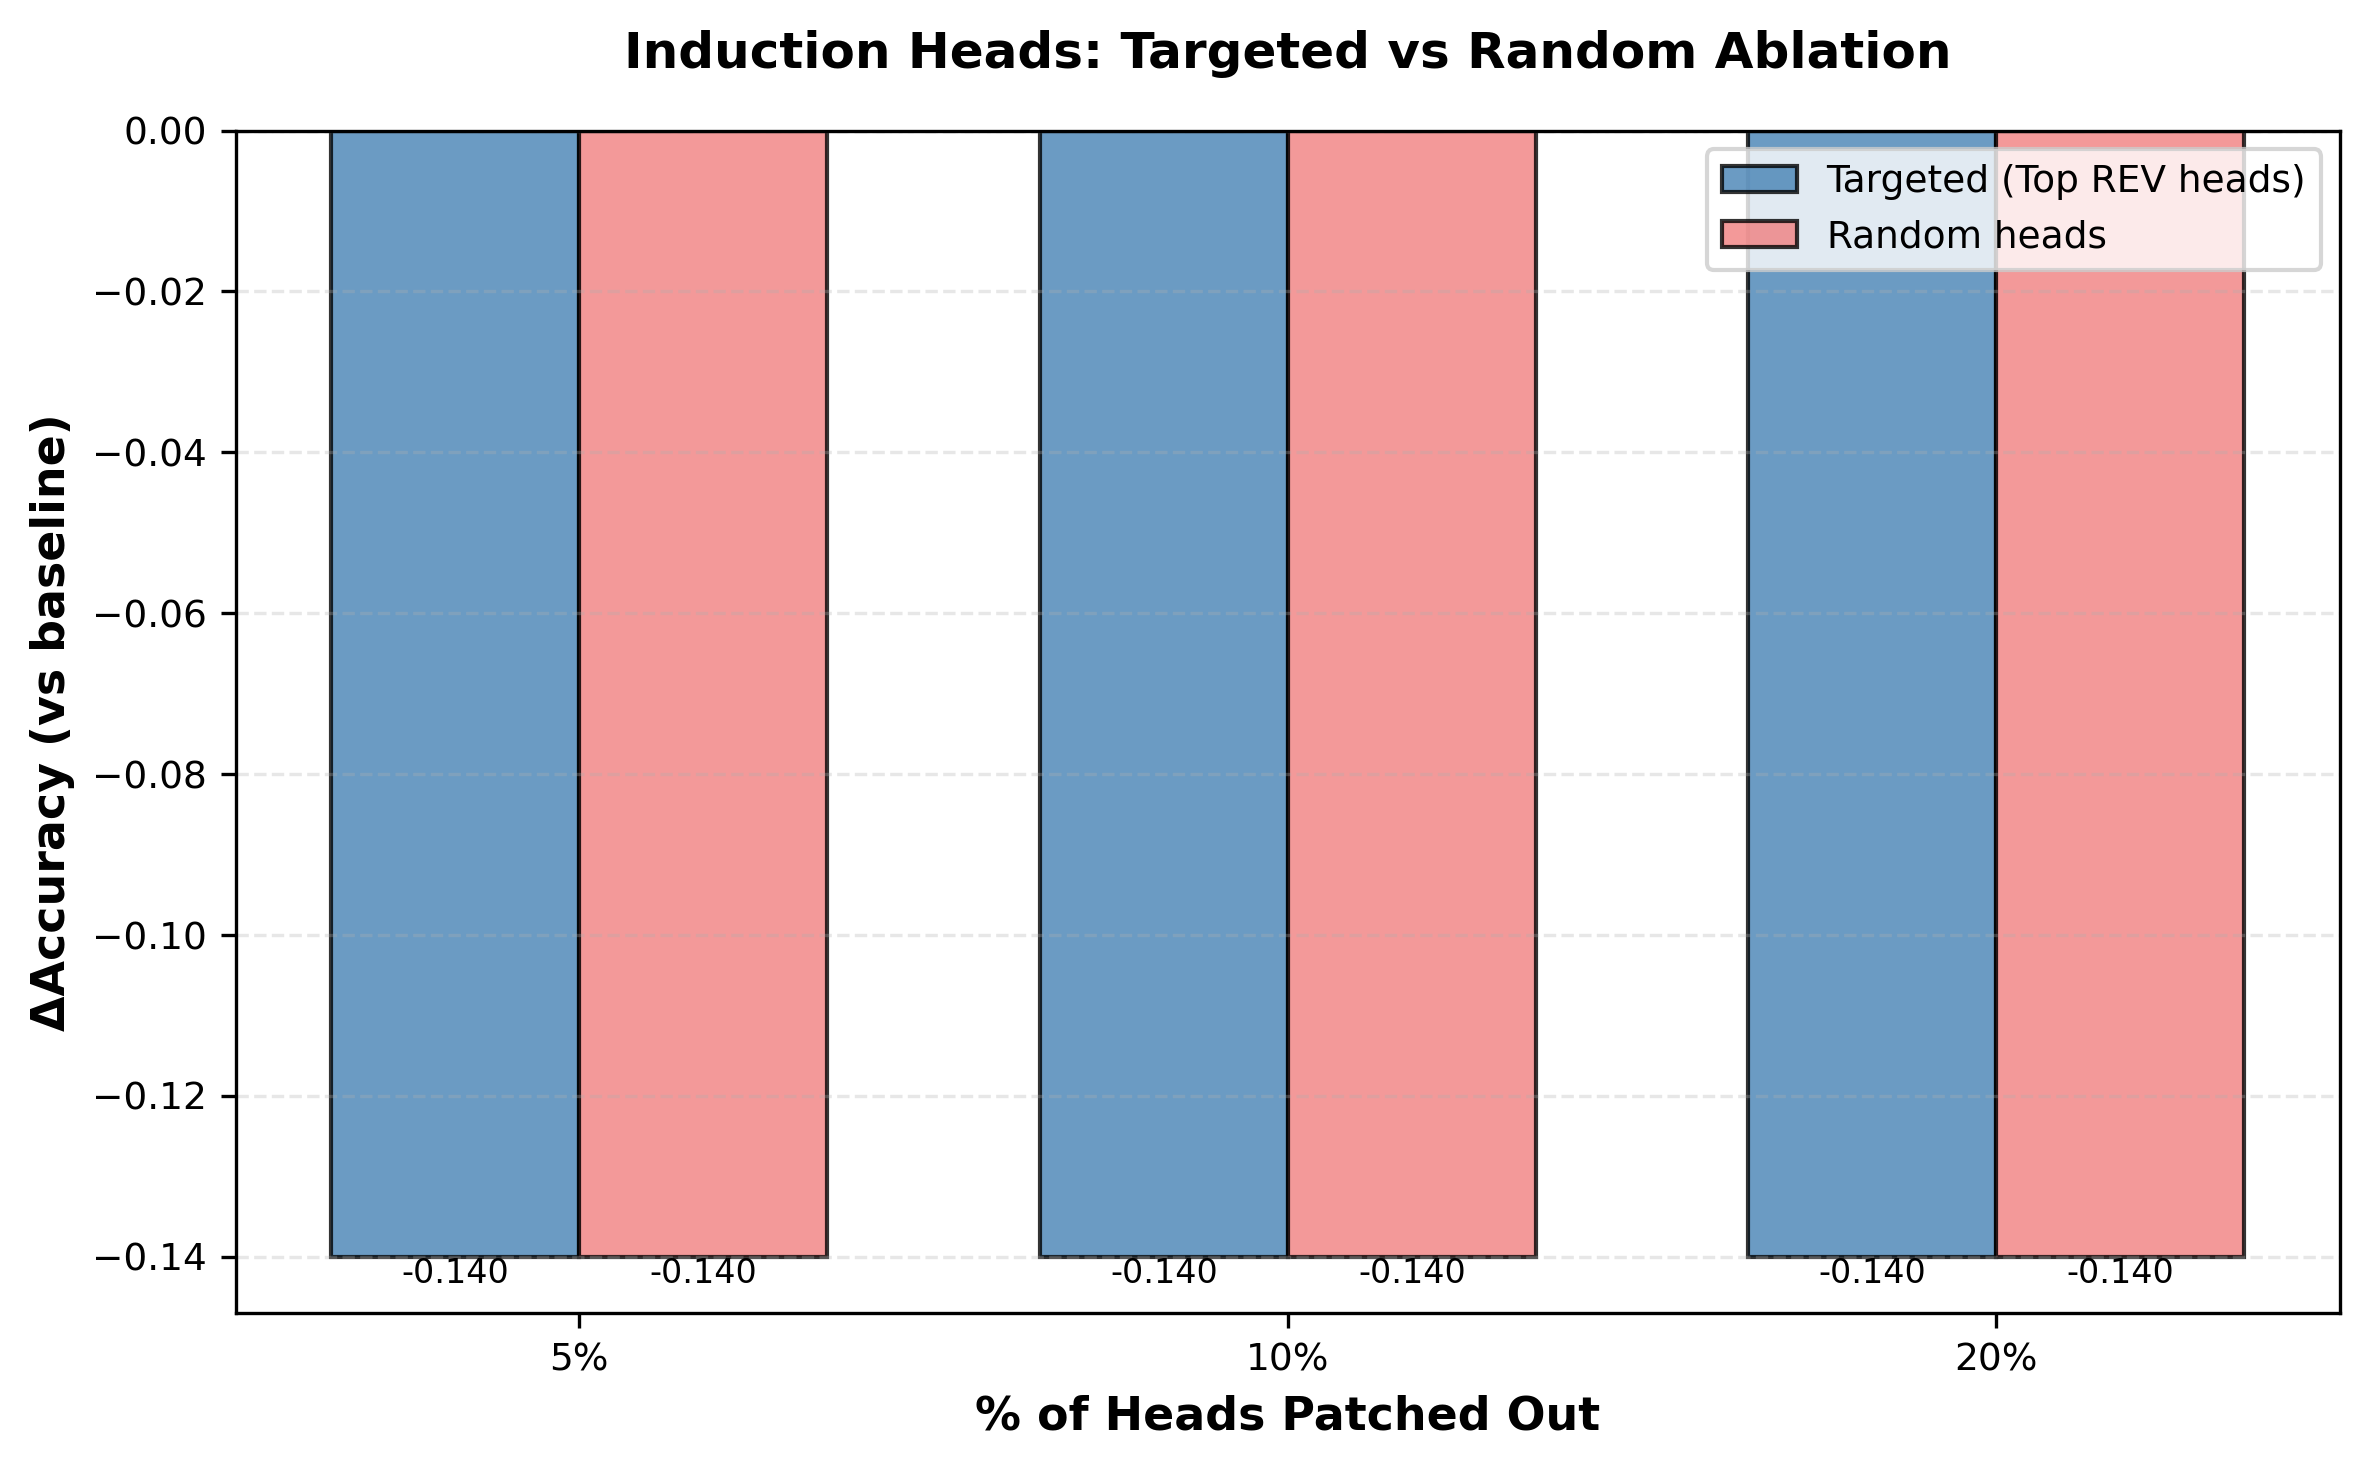 Induction Heads: Targeted vs Random Ablation
Targeted (Top REV heads)
Random heads
ΔAccuracy (vs baseline)
0.00
−0.02
−0.04
−0.06
−0.08
−0.10
−0.12
−0.14
-0.140 -0.140 -0.140 -0.140 -0.140 -0.140
5% 10% 20%
% of Heads Patched Out